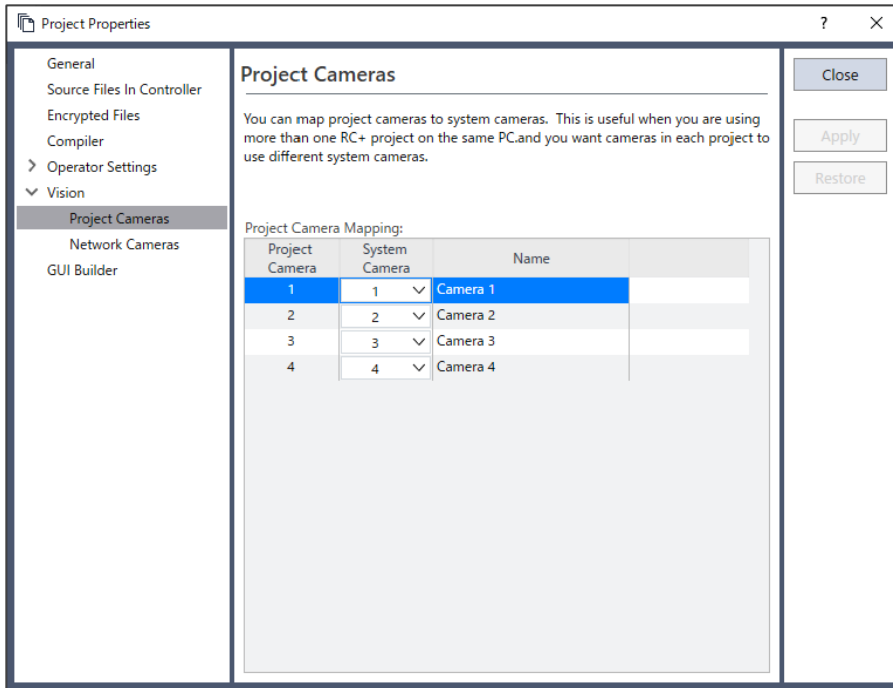 Project Properties
?
General
Source Files In Controller
Encrypted Files
Compiler
Operator Settings
Vision
Project Cameras
Network Cameras
GUI Builder
Project Cameras
You can map project cameras to system cameras. This is useful when you are using
more than one RC+ project on the same PC.and you want cameras in each project to
use different system cameras.
Project Camera Mapping:
Project Camera System Camera Name
1 1 Camera 1
2 2 Camera 2
3 3 Camera 3
4 4 Camera 4
Close
Apply
Restore